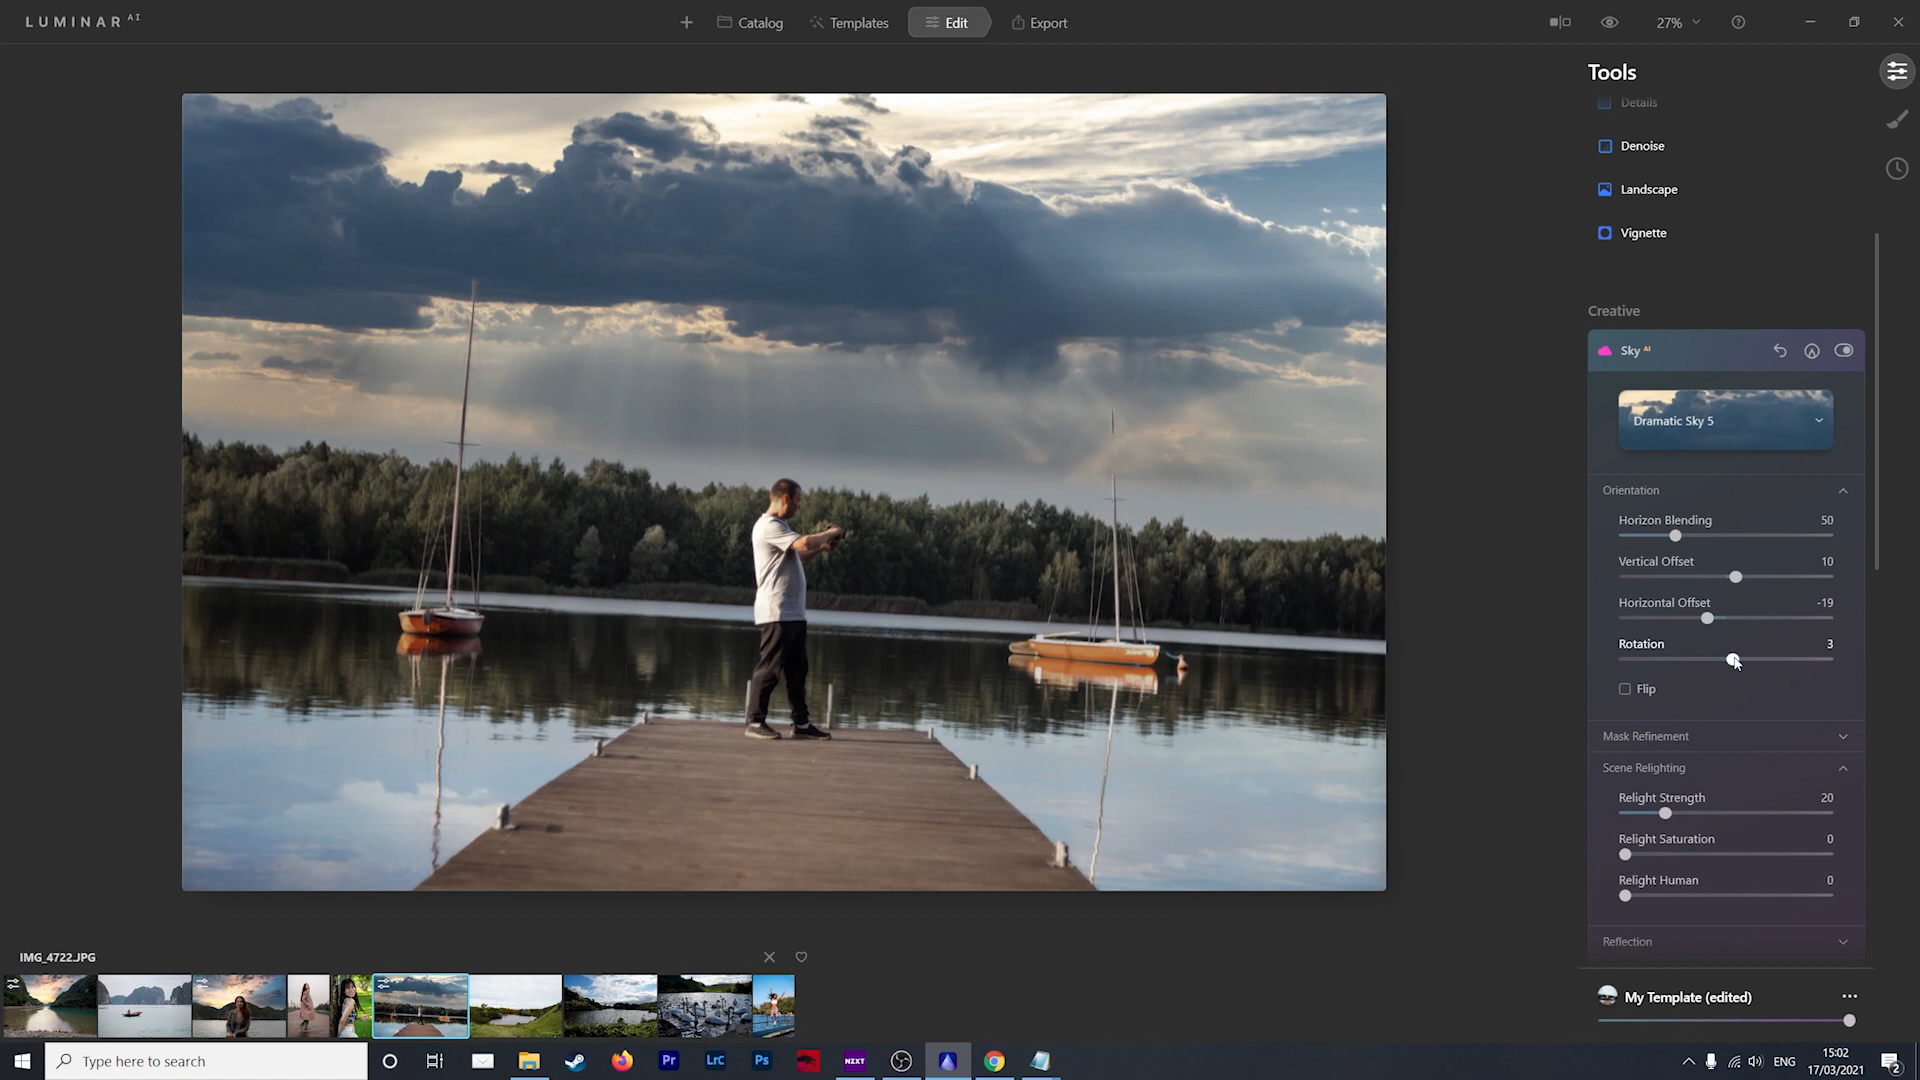 LUMINAR AI
Catalog
Templates
Edit
Export
27%
Tools
Details
Denoise
Landscape
Vignette
Creative
Sky AI
Dramatic Sky 5
Orientation
Horizon Blending 50
Vertical Offset 10
Horizontal Offset -19
Rotation 3
Flip
Mask Refinement
Scene Relighting
Relight Strength 20
Relight Saturation 0
Relight Human 0
Reflection
IMG_4722.JPG
My Template (edited)
Type here to search
Pr
LrC
Ps
NZXT
ENG
15:02
17/03/2021
2